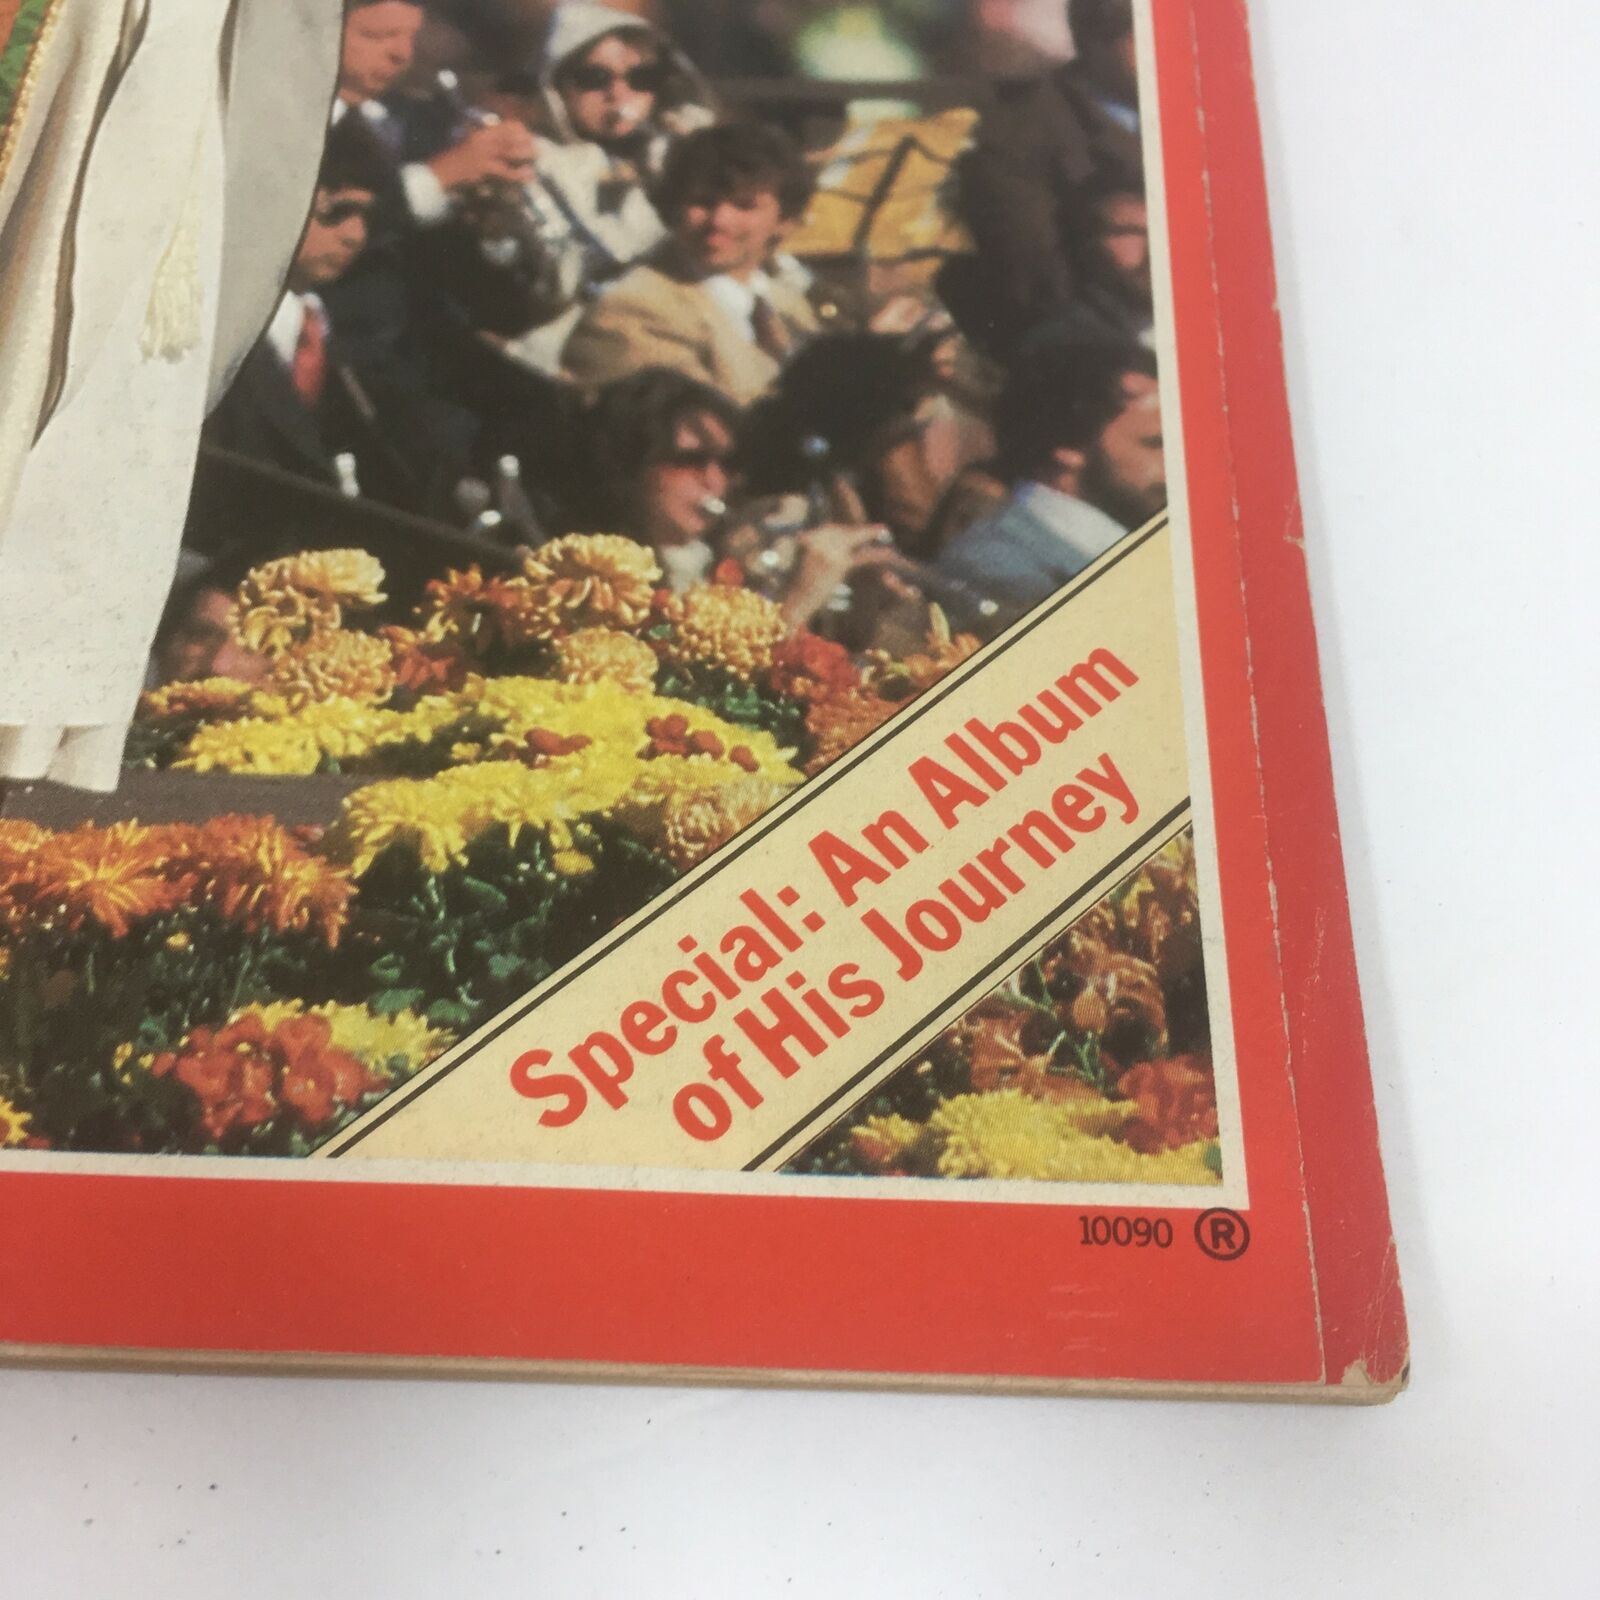 Special: An Album
of His Journey
10090 ®